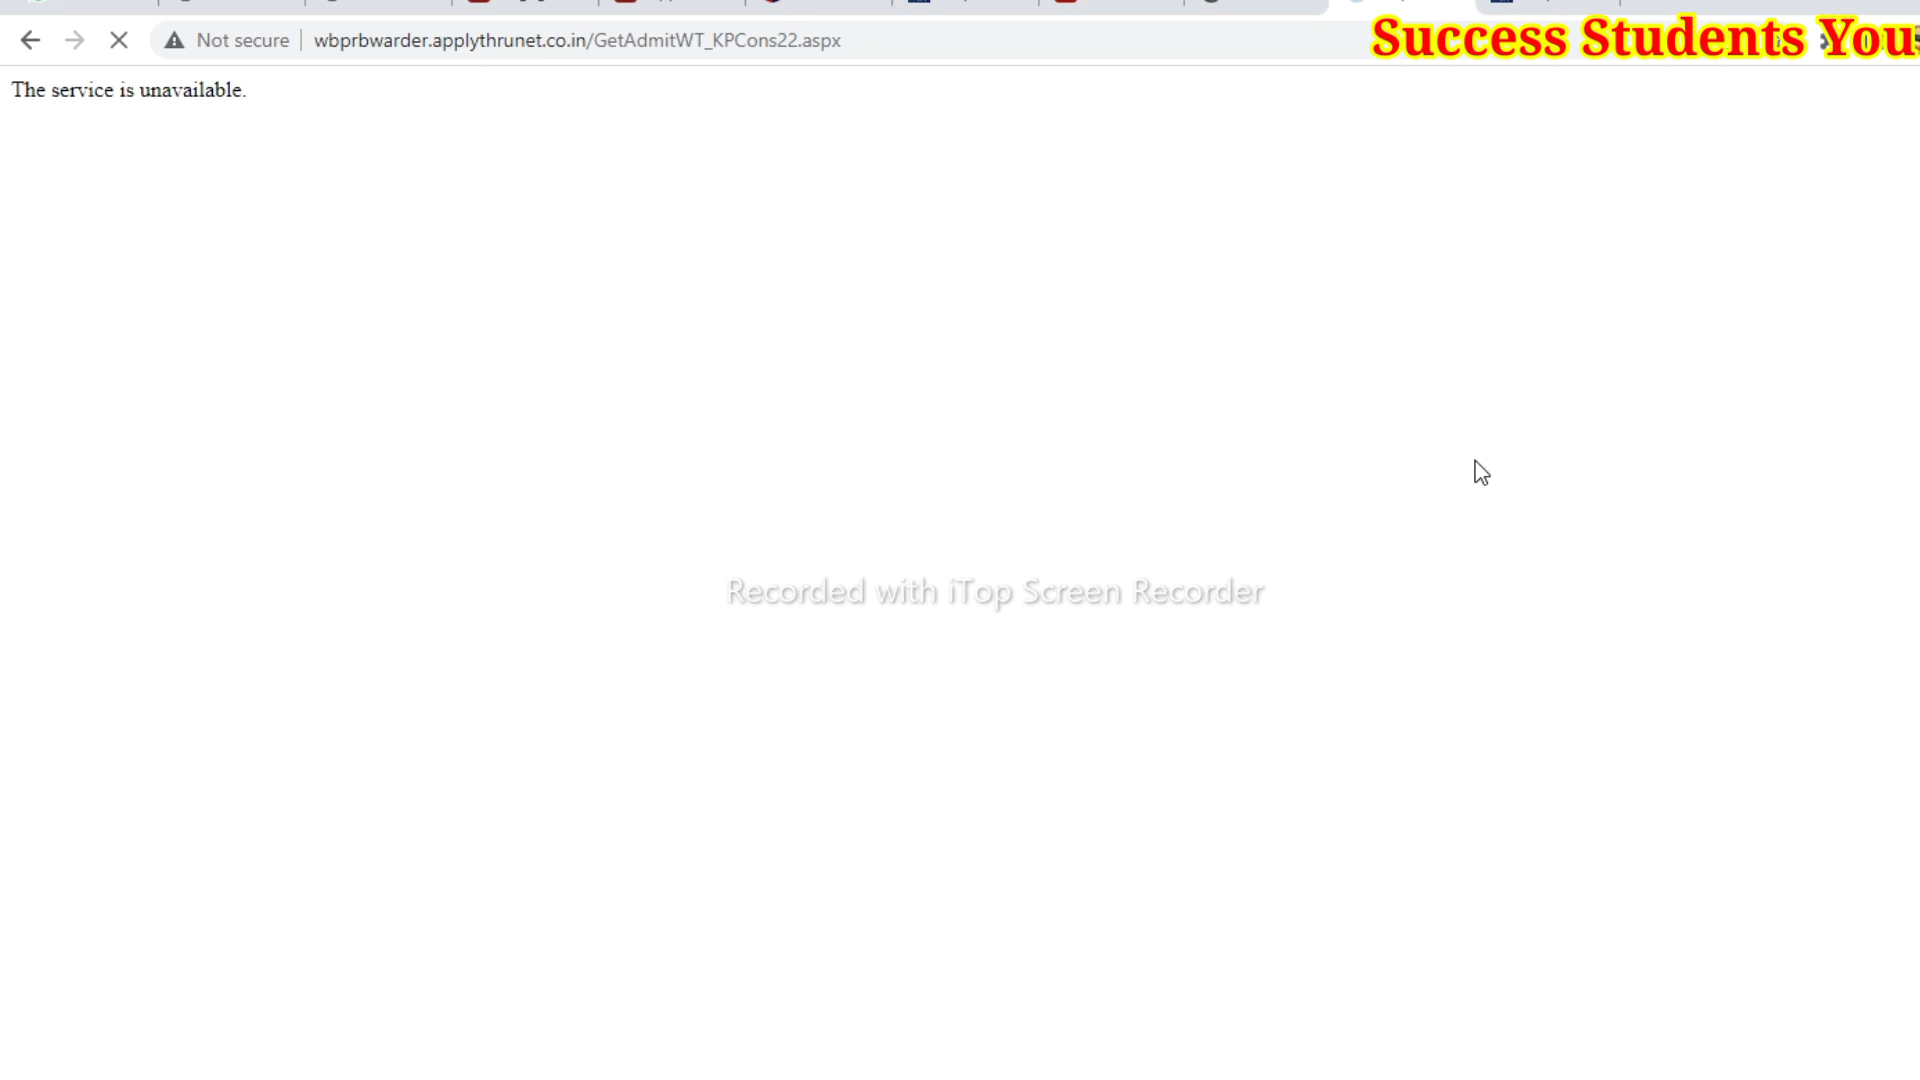 Not secure
wbprbwarder.applythrunet.co.in/GetAdmitWT_KPCons22.aspx
Success Students You
The service is unavailable.
Recorded with iTop Screen Recorder